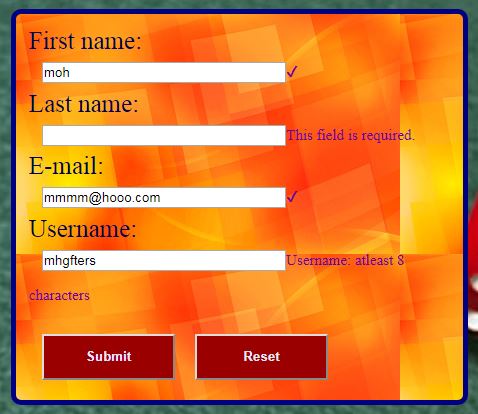 First name:
moh ✓
Last name:
This field is required.
E-mail:
mmmm@hooo.com ✓
Username:
mhgfters Username: atleast 8
characters
Submit Reset